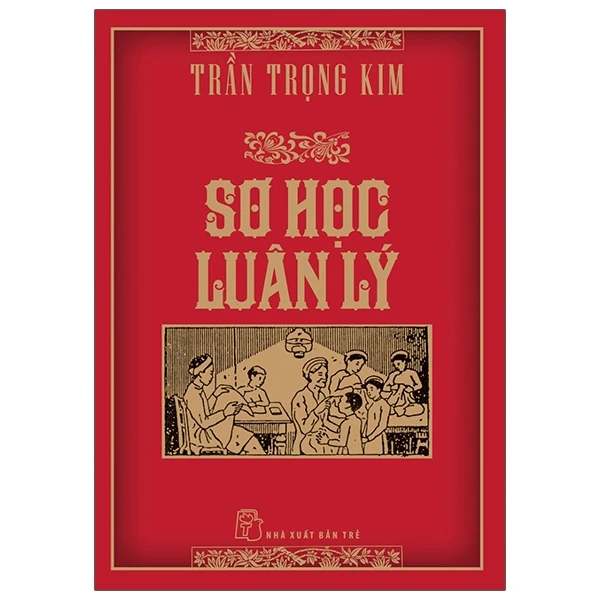 TRẦN TRỌNG KIM
SƠ HỌC
LUÂN LÝ
NHÀ XUẤT BẢN TRẺ